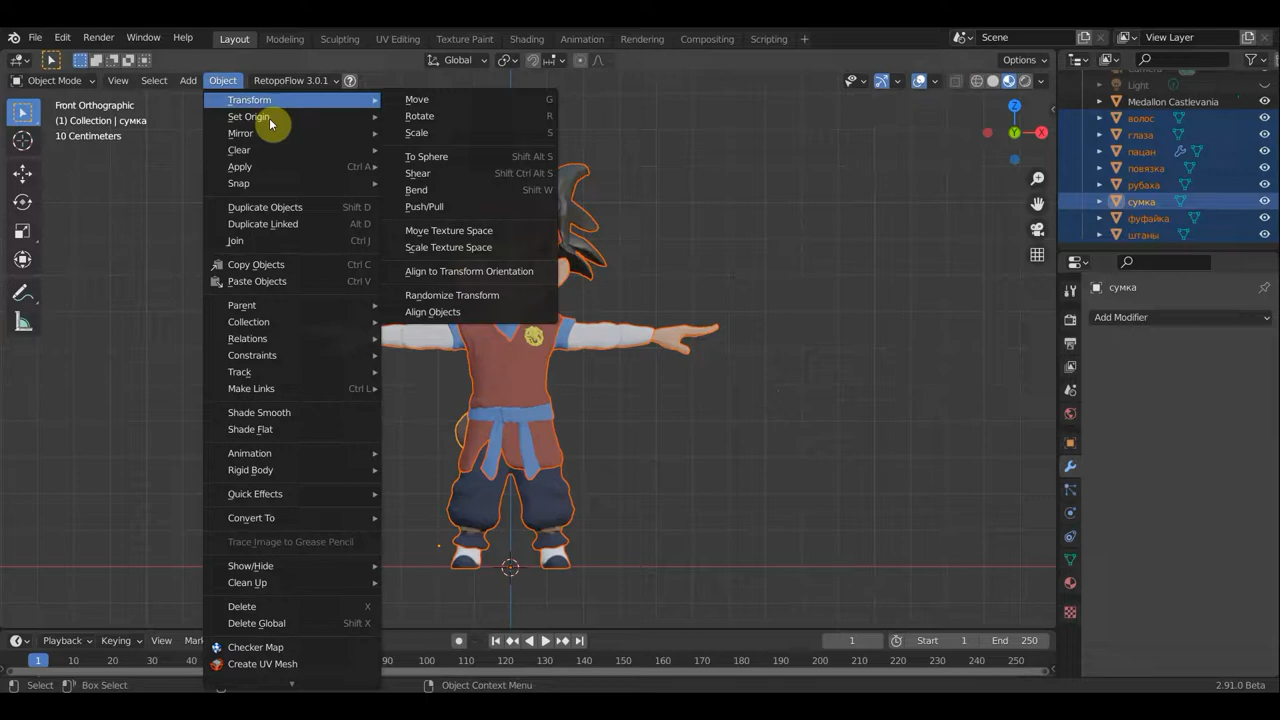 File Edit Render Window Help Layout Modeling Sculpting UV Editing Texture Paint Shading Animation Rendering Compositing Scripting + Scene View Layer
Global Options
Object Mode View Select Add Object RetopoFlow 3.0.1
Front Orthographic
(1) Collection | сумка
10 Centimeters
Transform
Set Origin
Mirror
Clear
Apply Ctrl A
Snap
Duplicate Objects Shift D
Duplicate Linked Alt D
Join Ctrl J
Copy Objects Ctrl C
Paste Objects Ctrl V
Parent
Collection
Relations
Constraints
Track
Make Links Ctrl L
Shade Smooth
Shade Flat
Animation
Rigid Body
Quick Effects
Convert To
Trace Image to Grease Pencil
Show/Hide
Clean Up
Delete X
Delete Global Shift X
Checker Map
Create UV Mesh
Move G
Rotate R
Scale S
To Sphere Shift Alt S
Shear Shift Ctrl Alt S
Bend Shift W
Push/Pull
Move Texture Space
Scale Texture Space
Align to Transform Orientation
Randomize Transform
Align Objects
Z
Y
X
Light
Medallon Castlevania
волос
глаза
пацан
повязка
рубаха
сумка
фуфайка
штаны
сумка
Add Modifier
Playback Keying View 1 Start 1 End 250
1 10 20 30 40 50 60 70 80 90 100 110 120 130 140 150 160 170 180 190 200 210 220 230 240 250
Select Box Select Object Context Menu 2.91.0 Beta